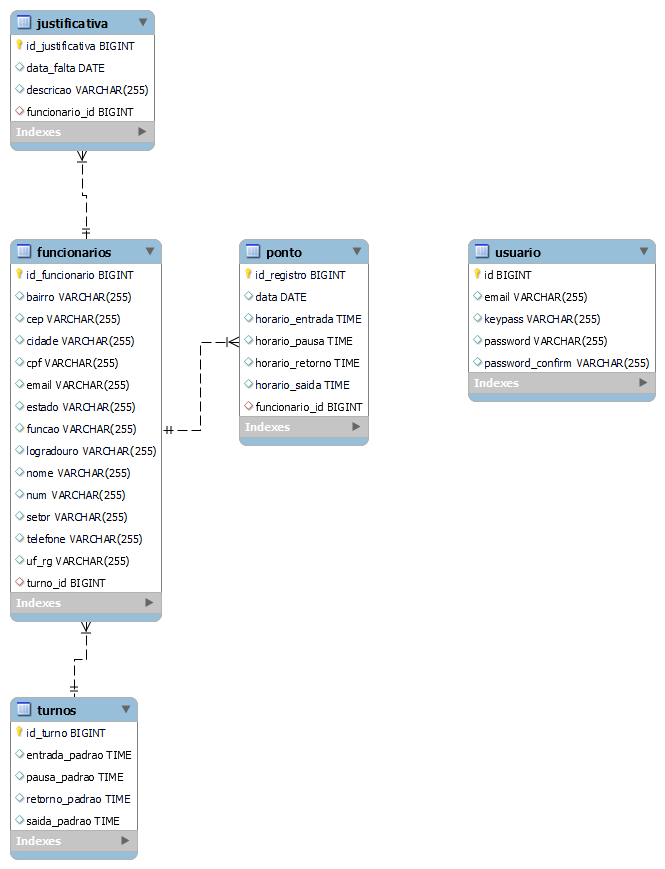 justificativa
id_justificativa BIGINT
data_falta DATE
descricao VARCHAR(255)
funcionario_id BIGINT
Indexes
funcionarios
id_funcionario BIGINT
bairro VARCHAR(255)
cep VARCHAR(255)
cidade VARCHAR(255)
cpf VARCHAR(255)
email VARCHAR(255)
estado VARCHAR(255)
funcao VARCHAR(255)
logradouro VARCHAR(255)
nome VARCHAR(255)
num VARCHAR(255)
setor VARCHAR(255)
telefone VARCHAR(255)
uf_rg VARCHAR(255)
turno_id BIGINT
Indexes
ponto
id_registro BIGINT
data DATE
horario_entrada TIME
horario_pausa TIME
horario_retorno TIME
horario_saida TIME
funcionario_id BIGINT
Indexes
usuario
id BIGINT
email VARCHAR(255)
keypass VARCHAR(255)
password VARCHAR(255)
password_confirm VARCHAR(255)
Indexes
turnos
id_turno BIGINT
entrada_padrao TIME
pausa_padrao TIME
retorno_padrao TIME
saida_padrao TIME
Indexes